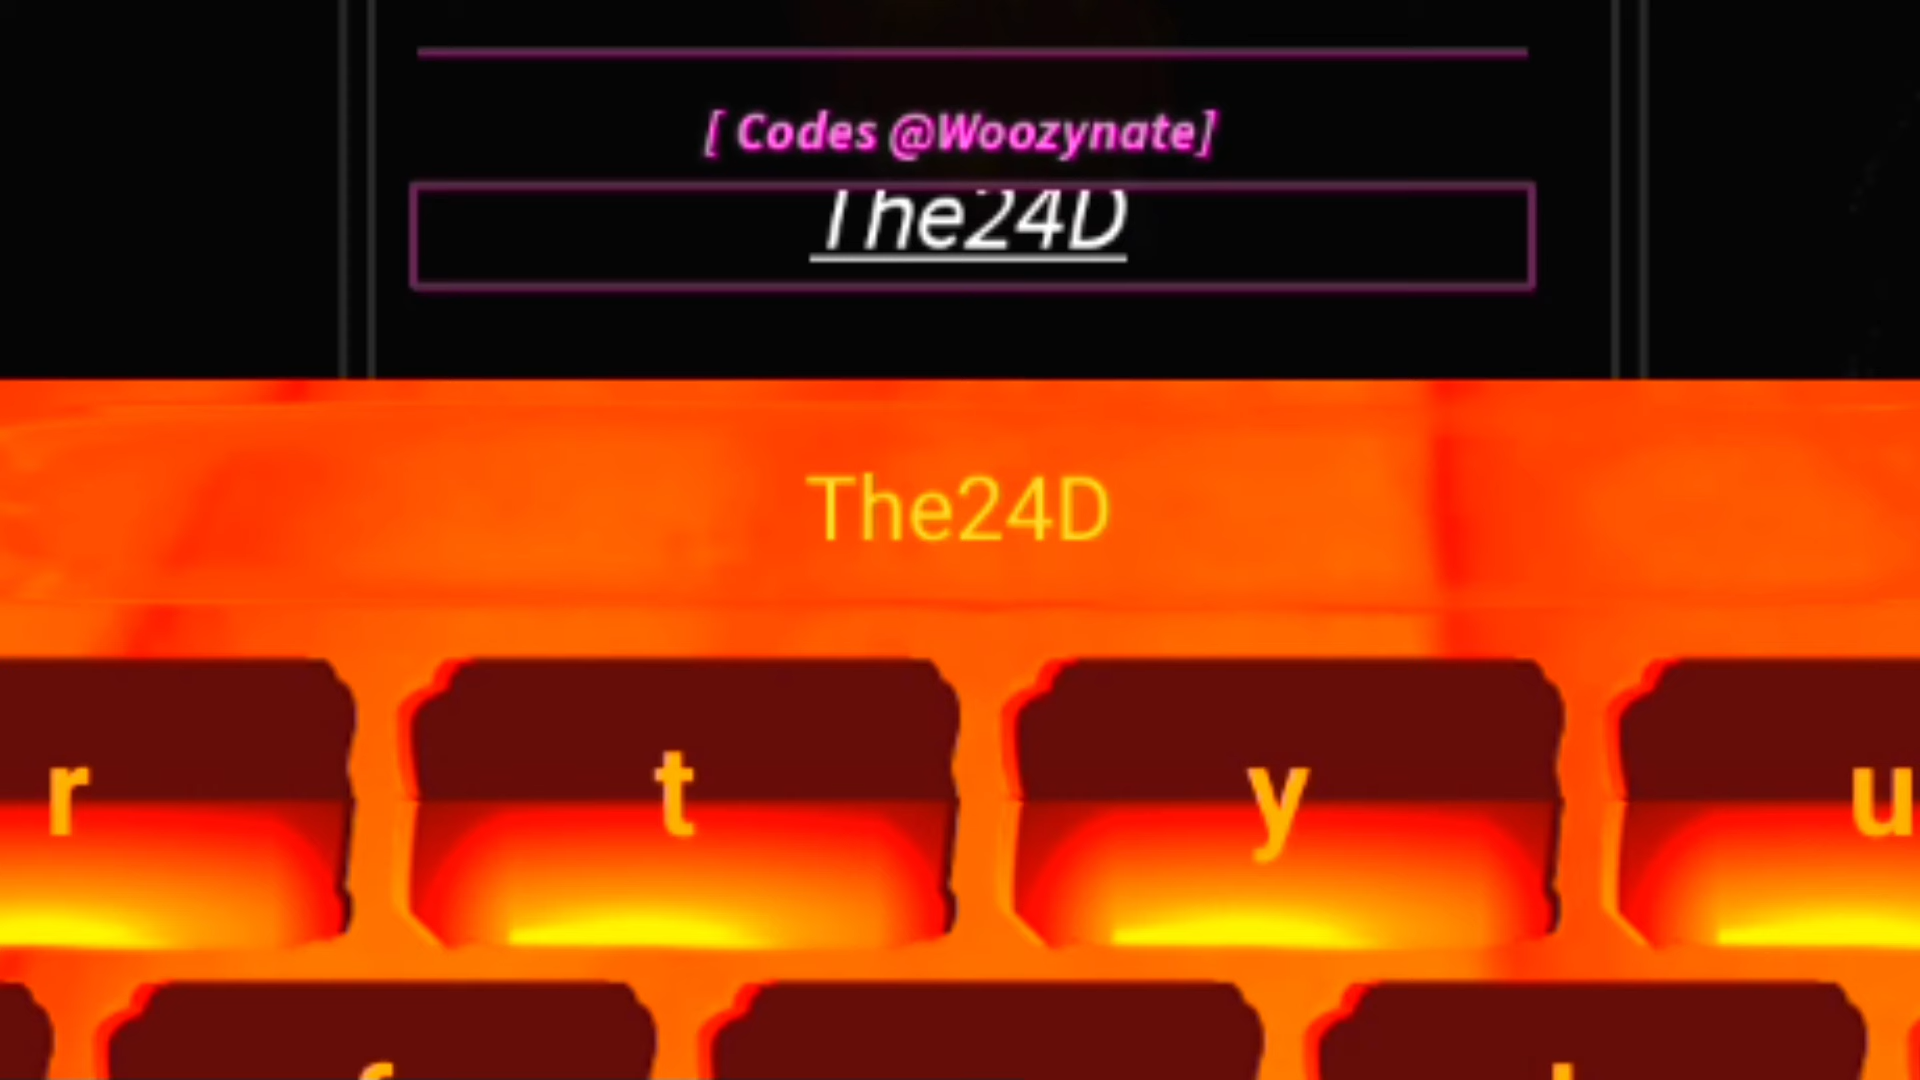 [ Codes @Woozynate]
The24D
The24D
r t y u
f